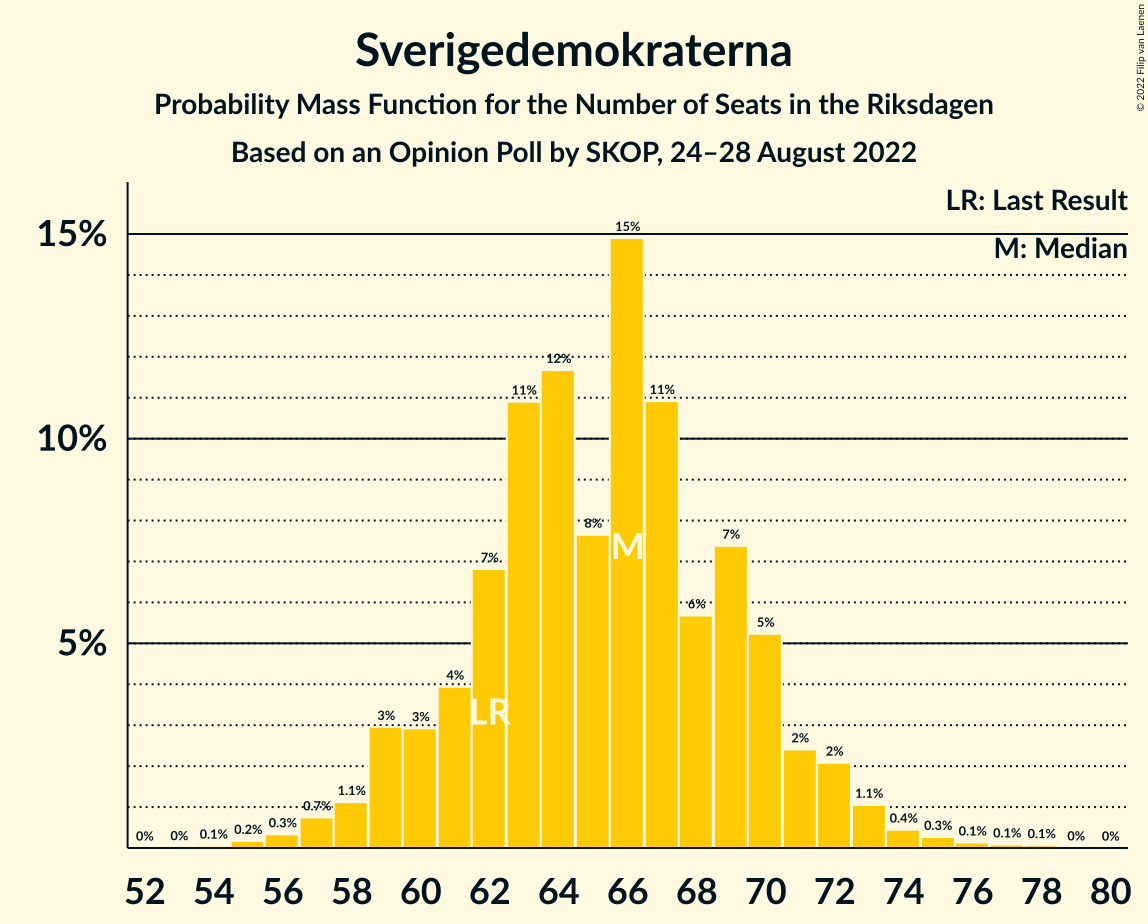 Sverigedemokraterna
Probability Mass Function for the Number of Seats in the Riksdagen
Based on an Opinion Poll by SKOP, 24–28 August 2022
© 2022 Filip van Laenen
LR: Last Result
M: Median
15%
10%
5%
0% 0% 0.1% 0.2% 0.3% 0.7% 1.1% 3% 3% 4% 7% 11% 12% 8% 15% 11% 6% 7% 5% 2% 2% 1.1% 0.4% 0.3% 0.1% 0.1% 0.1% 0% 0%
M
LR
52 54 56 58 60 62 64 66 68 70 72 74 76 78 80